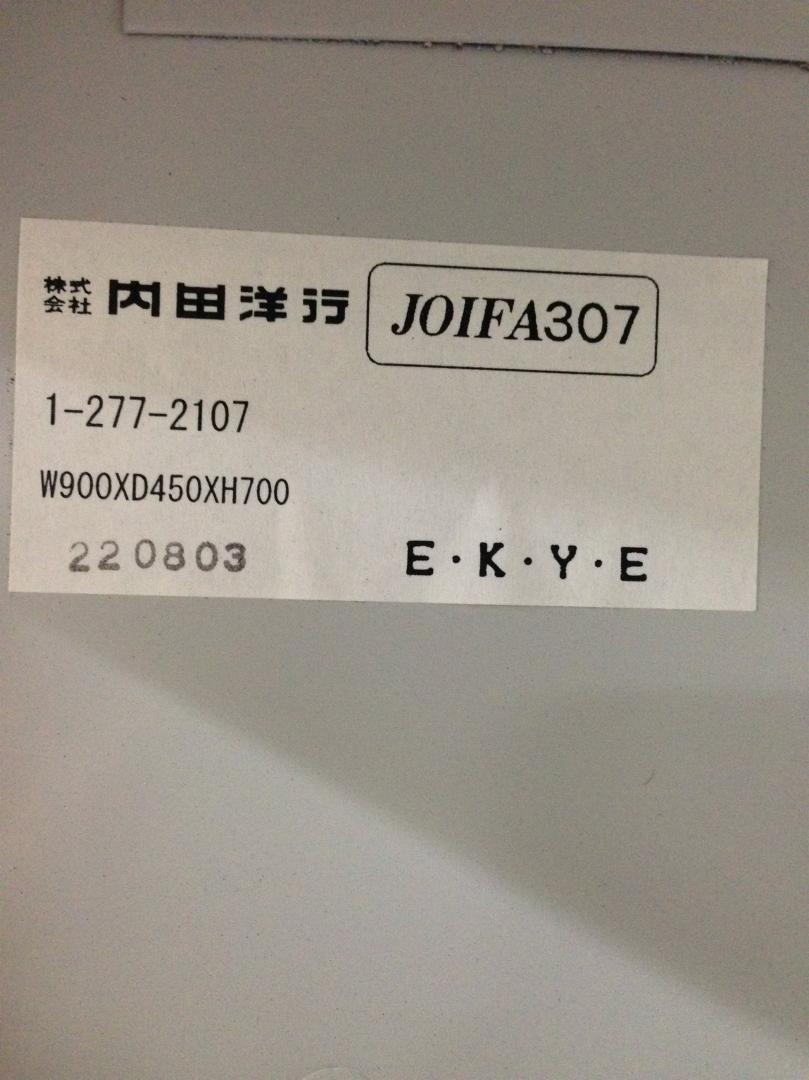 株式会社 内田洋行 JOIFA307
1-277-2107
W900XD450XH700
220803 E・K・Y・E